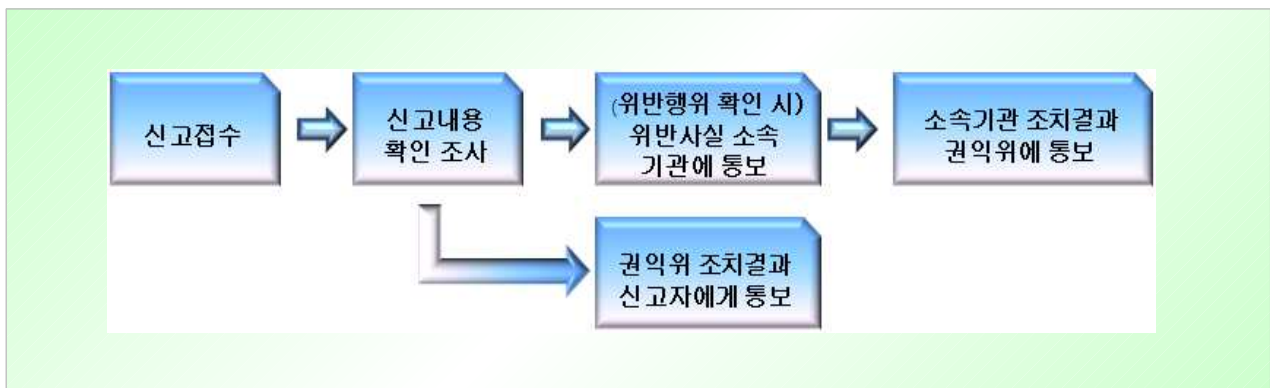 신고접수
신고내용
확인 조사
(위반행위 확인 시)
위반사실 소속
기관에 통보
소속기관 조치결과
권익위에 통보
권익위 조치결과
신고자에게 통보